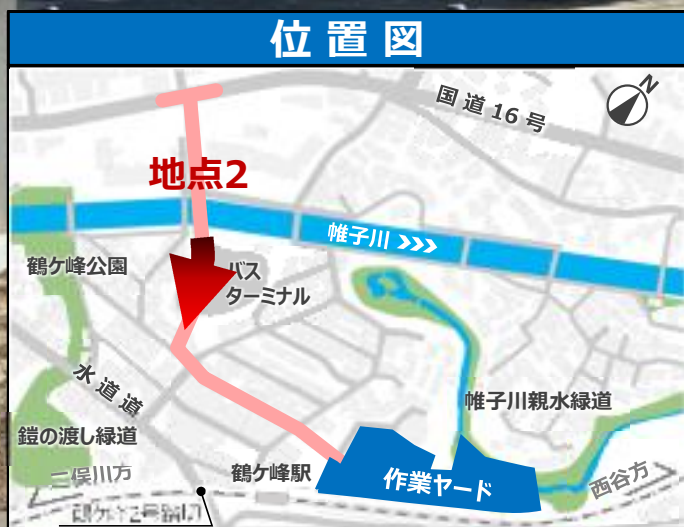 位置図
N
国道16号
地点2
帷子川 >>>
鶴ケ峰公園
バス
ターミナル
水道道
帷子川親水緑道
鎧の渡し緑道
二俣川方
鶴ケ峰駅
作業ヤード
西谷方